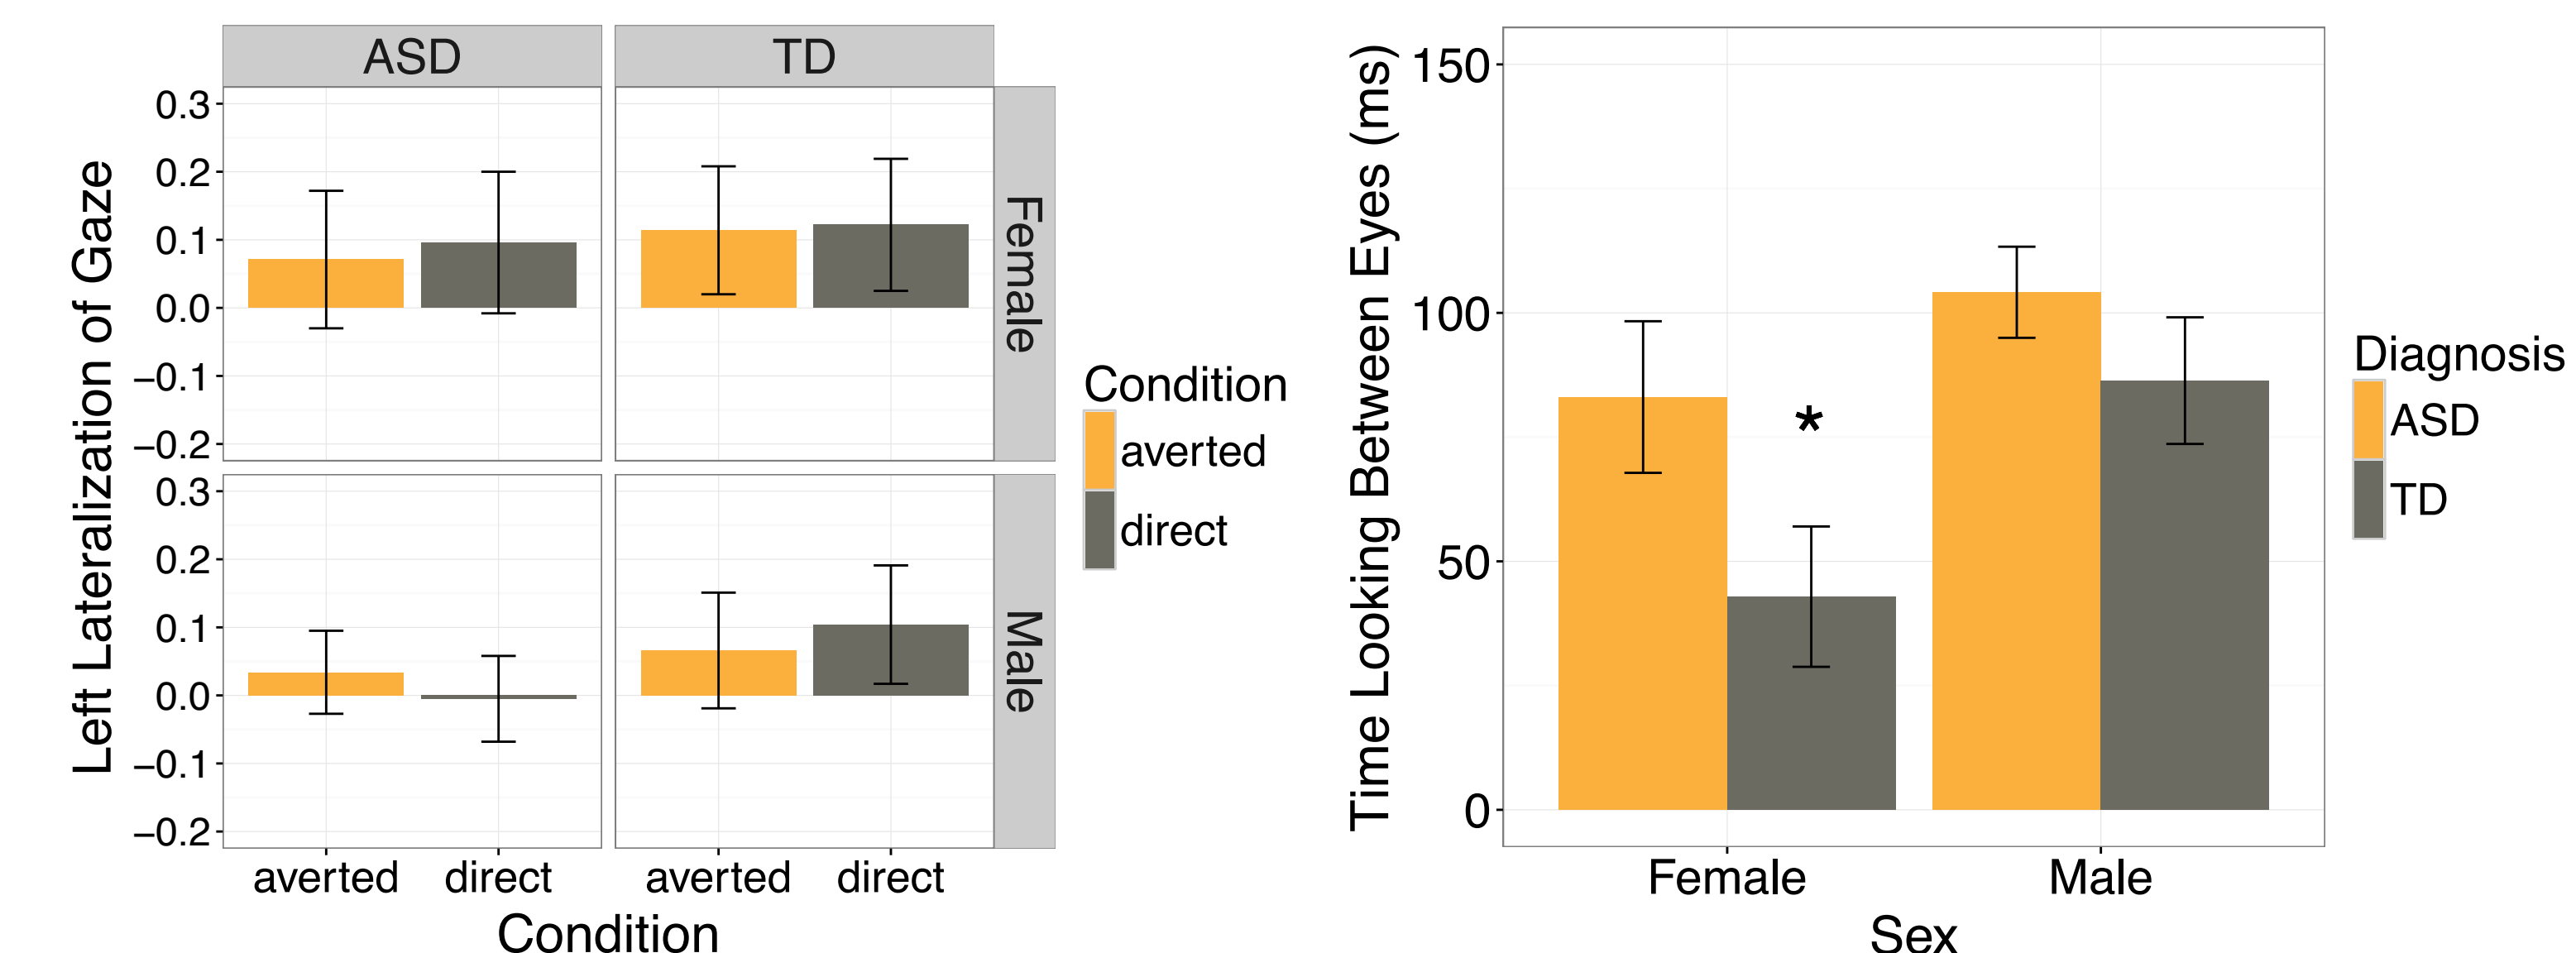 ASD
TD
Left Lateralization of Gaze
0.3
0.2
0.1
0.0
−0.1
−0.2
Female
0.3
0.2
0.1
0.0
−0.1
−0.2
Male
averted
direct
averted
direct
Condition
Condition
averted
direct
Time Looking Between Eyes (ms)
150
100
50
0
*
Female
Male
Sex
Diagnosis
ASD
TD